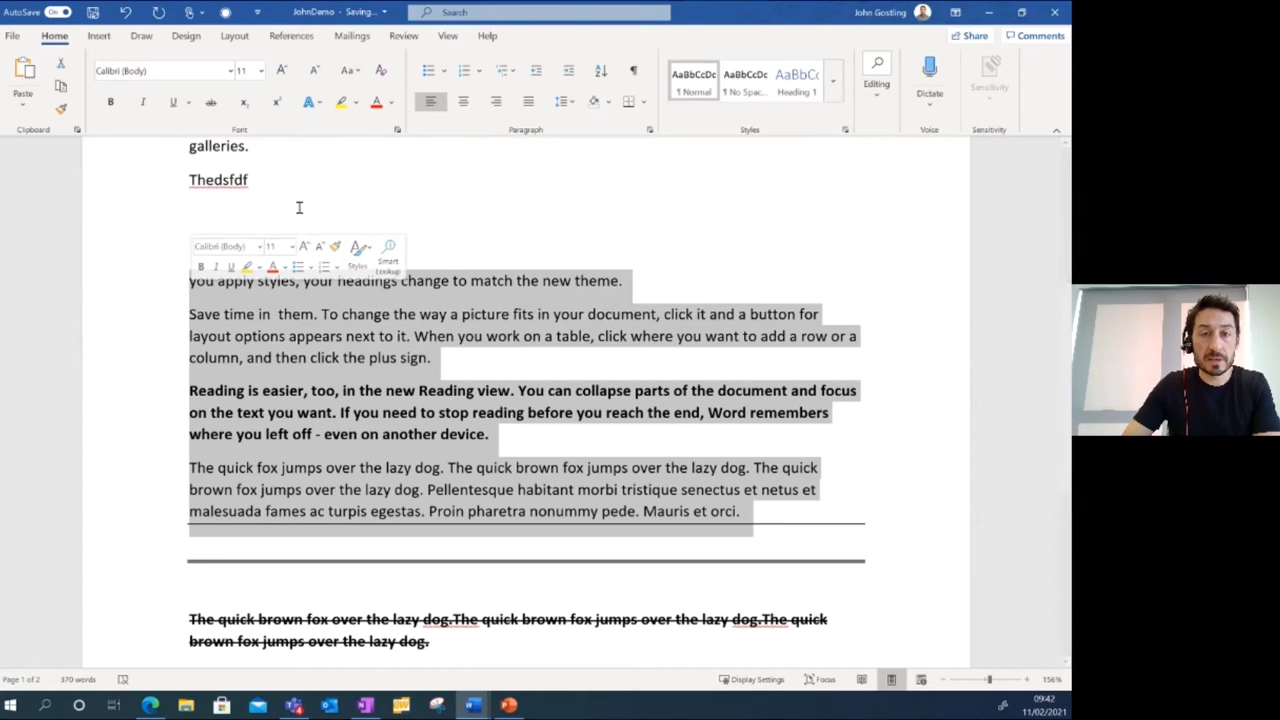 AutoSave On JohnDemo - Saving... Search John Gostling
File Home Insert Draw Design Layout References Mailings Review View Help Share Comments
Calibri (Body) 11 Aa AaBbCcDc AaBbCcDc AaBbCc
Paste B I U ab x₂ x² A A ¶ Normal ¶ No Spac... Heading 1 Editing Dictate Sensitivity
Clipboard Font Paragraph Styles Voice Sensitivity
galleries.
Thedsfdf
Calibri (Body) 11 A A A Smart
B I U A Styles Lookup
you apply styles, your headings change to match the new theme.
Save time in  them. To change the way a picture fits in your document, click it and a button for
layout options appears next to it. When you work on a table, click where you want to add a row or a
column, and then click the plus sign.
Reading is easier, too, in the new Reading view. You can collapse parts of the document and focus
on the text you want. If you need to stop reading before you reach the end, Word remembers
where you left off - even on another device.
The quick fox jumps over the lazy dog. The quick brown fox jumps over the lazy dog. The quick
brown fox jumps over the lazy dog. Pellentesque habitant morbi tristique senectus et netus et
malesuada fames ac turpis egestas. Proin pharetra nonummy pede. Mauris et orci.
The quick brown fox over the lazy dog.The quick brown fox jumps over the lazy dog.The quick
brown fox jumps over the lazy dog.
Page 1 of 2 370 words Display Settings Focus 156%
09:42
11/02/2021